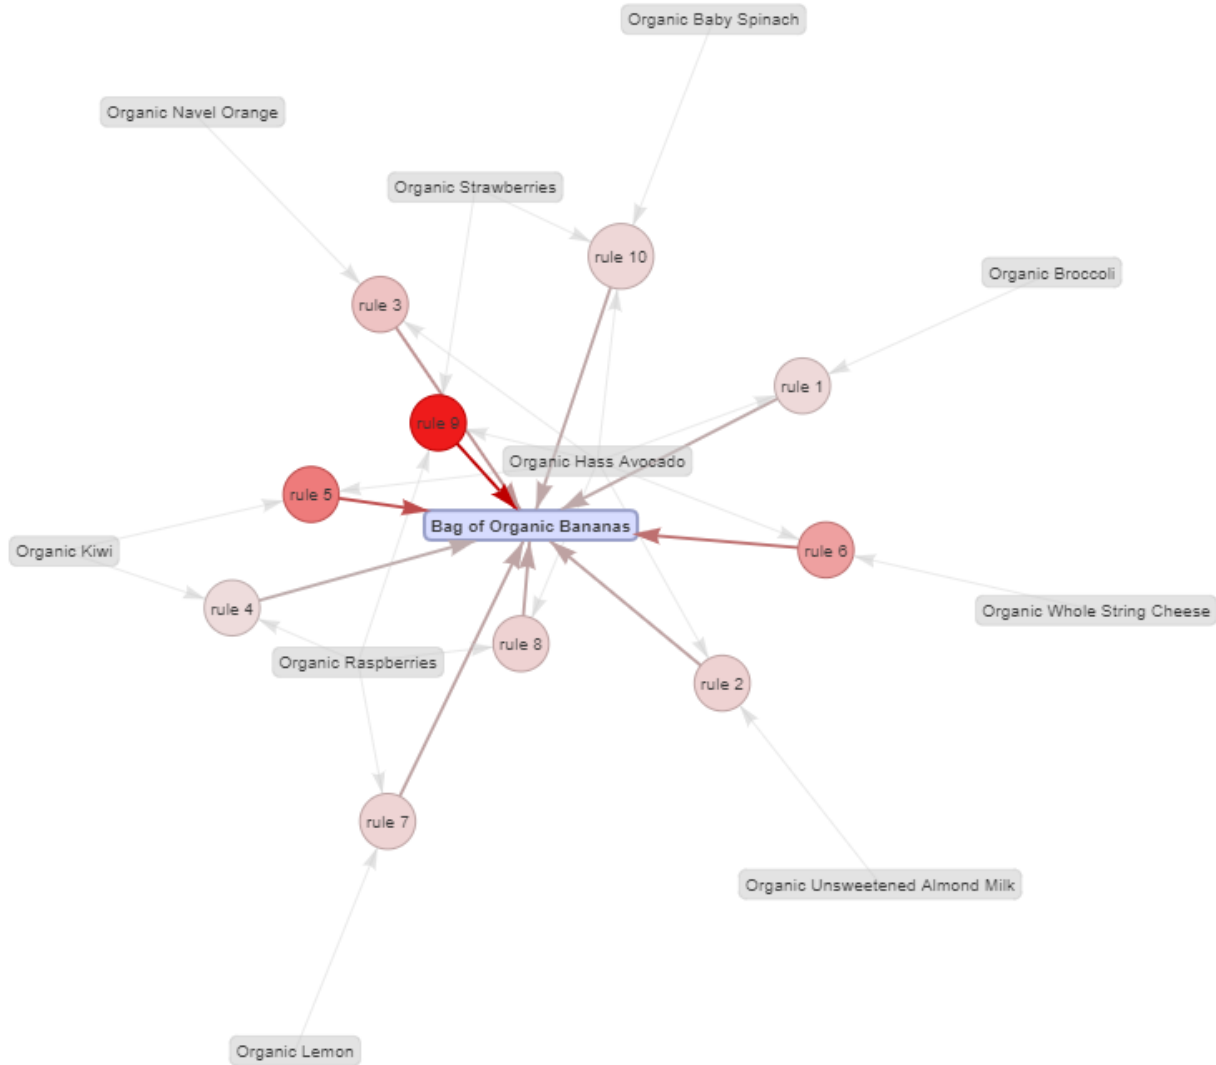 Organic Baby Spinach
Organic Navel Orange
Organic Strawberries
rule 10
Organic Broccoli
rule 3
rule 1
rule 9
Organic Hass Avocado
rule 5
Bag of Organic Bananas
Organic Kiwi
rule 6
rule 4
Organic Whole String Cheese
rule 8
Organic Raspberries
rule 2
rule 7
Organic Unsweetened Almond Milk
Organic Lemon